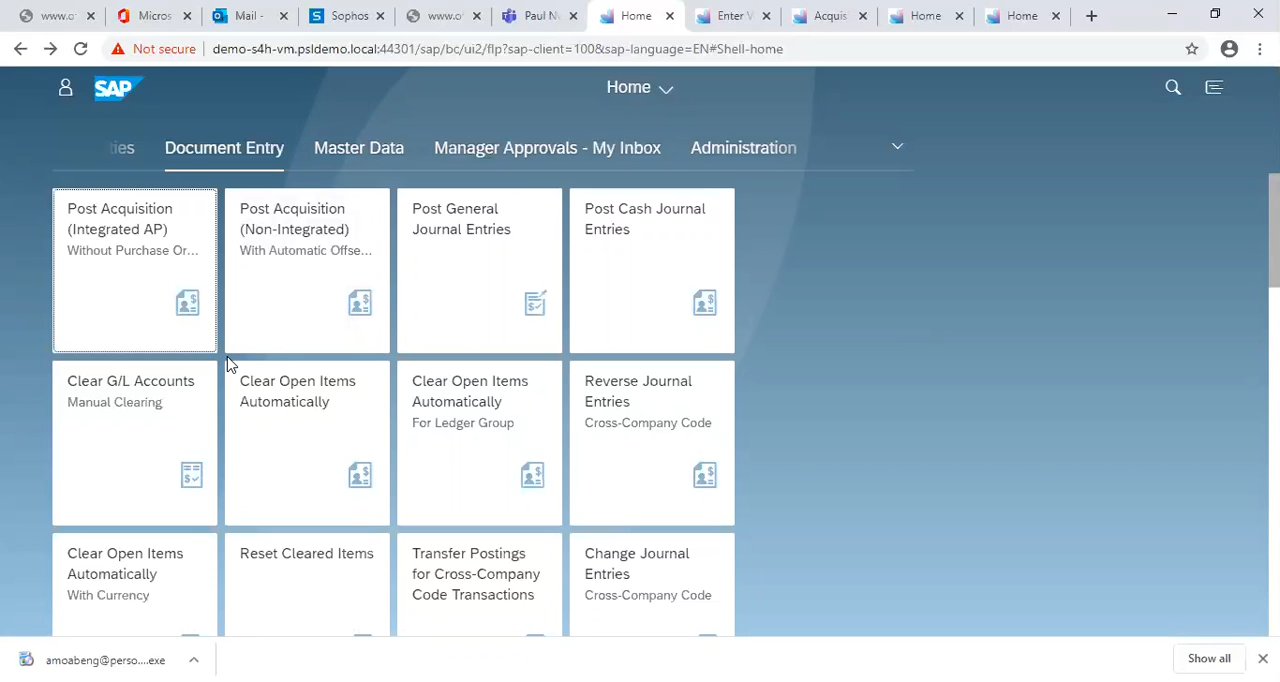 www.o
Micros
Mail -
Sophos
www.o
Paul N
Home
Enter V
Acquis
Home
Home
Not secure
demo-s4h-vm.psldemo.local:44301/sap/bc/ui2/flp?sap-client=100&sap-language=EN#Shell-home
SAP
Home
ties
Document Entry
Master Data
Manager Approvals - My Inbox
Administration
Post Acquisition
(Integrated AP)
Without Purchase Or...
Post Acquisition
(Non-Integrated)
With Automatic Offse...
Post General
Journal Entries
Post Cash Journal
Entries
Clear G/L Accounts
Manual Clearing
Clear Open Items
Automatically
Clear Open Items
Automatically
For Ledger Group
Reverse Journal
Entries
Cross-Company Code
Clear Open Items
Automatically
With Currency
Reset Cleared Items
Transfer Postings
for Cross-Company
Code Transactions
Change Journal
Entries
Cross-Company Code
amoabeng@perso....exe
Show all